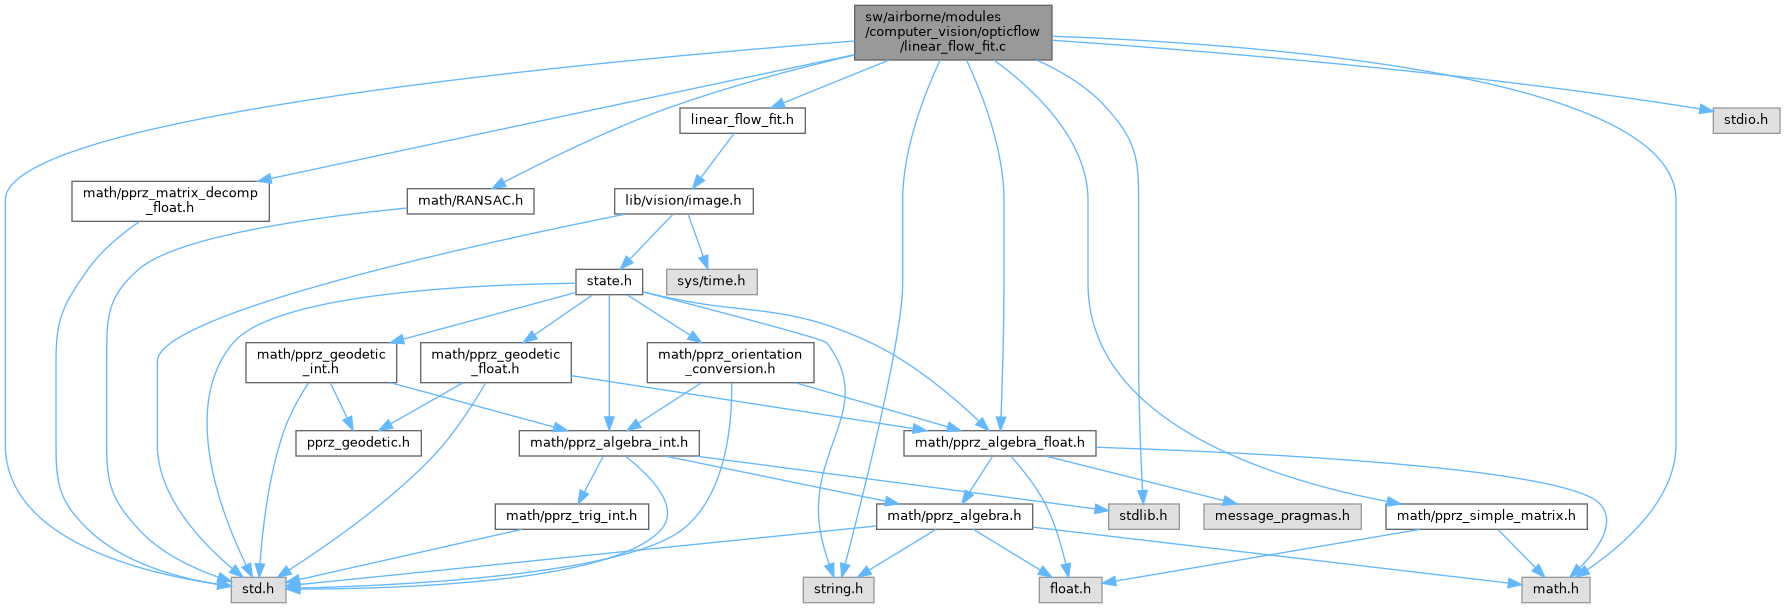 sw/airborne/modules
/computer_vision/opticflow
/linear_flow_fit.c
linear_flow_fit.h
stdio.h
math/pprz_matrix_decomp
_float.h
math/RANSAC.h
lib/vision/image.h
state.h
sys/time.h
math/pprz_geodetic
_int.h
math/pprz_geodetic
_float.h
math/pprz_orientation
_conversion.h
pprz_geodetic.h
math/pprz_algebra_int.h
math/pprz_algebra_float.h
math/pprz_trig_int.h
math/pprz_algebra.h
stdlib.h
message_pragmas.h
math/pprz_simple_matrix.h
std.h
string.h
float.h
math.h